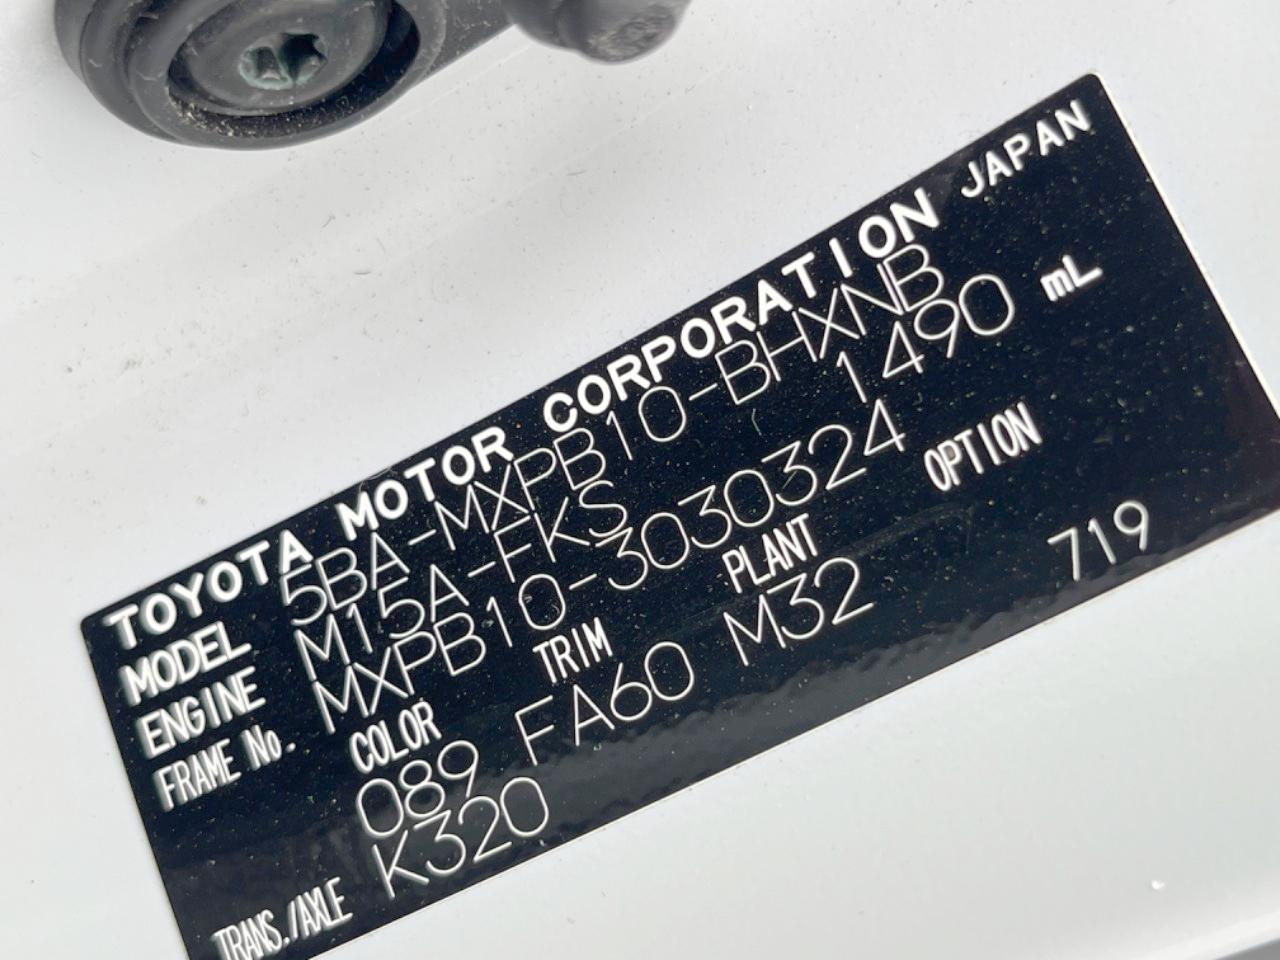 TOYOTA MOTOR CORPORATION JAPAN
MODEL 5BA-MXPB10-BHXNB
ENGINE M15A-FKS 1490 mL
FRAME No. MXPB10-3030324
COLOR TRIM PLANT OPTION
089 FA60 M32 719
TRANS./AXLE K320